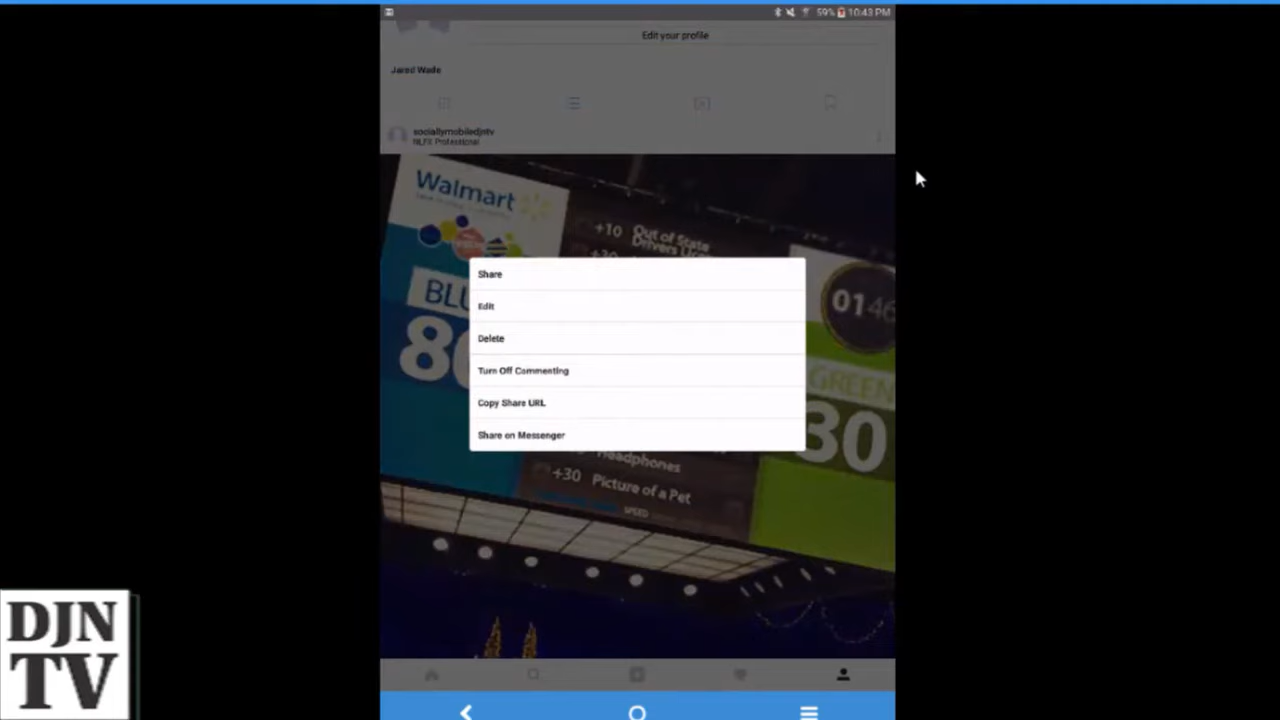 59% 10:43 PM
Edit your profile
Jared Wade
sociallymobiledjntv
NLFX Professional
Walmart
+10 Out of State
Drivers
01:46
Share
Edit
Delete
Turn Off Commenting
Copy Share URL
Share on Messenger
BLU
80
GREEN
30
Headphones
+30 Picture of a Pet
SPEED
DJN
TV